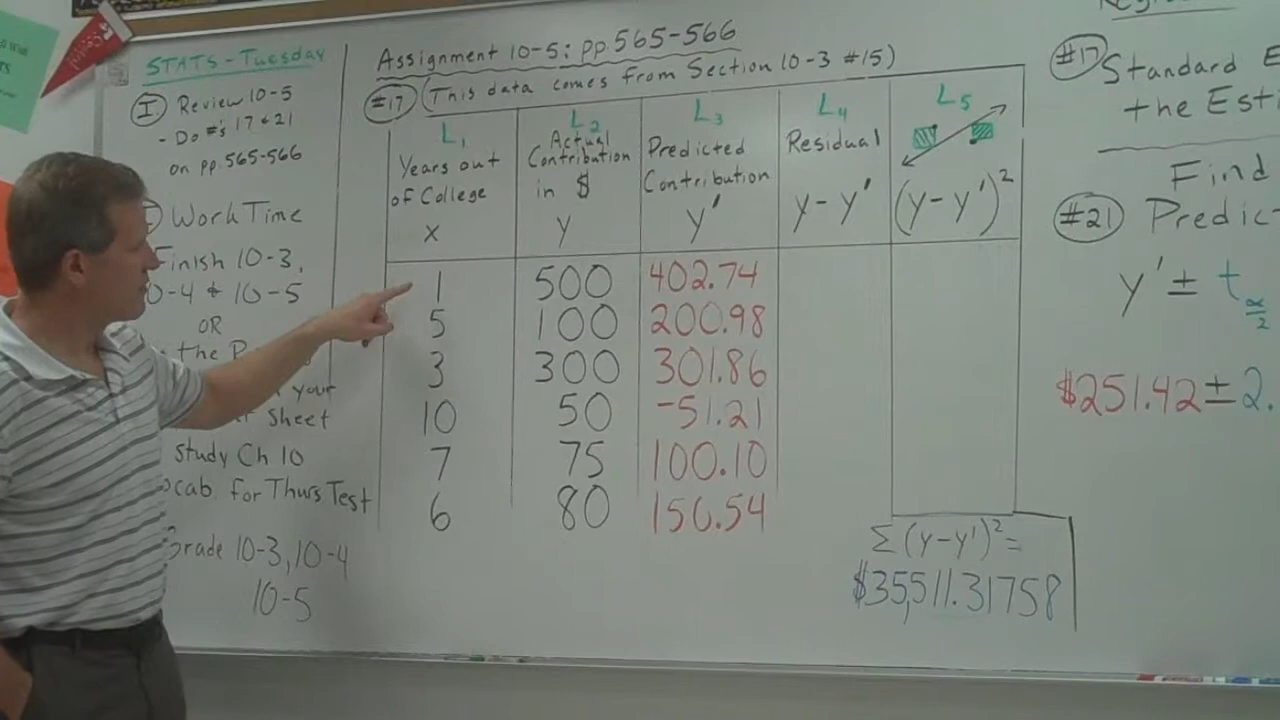 STATS - Tuesday
I Review 10-5
- Do #'s 17 & 21
on pp. 565-566
Work Time
Finish 10-3,
10-4 & 10-5
OR
the
your
Sheet
Study Ch 10
Vocab. for Thurs Test
Grade 10-3, 10-4
10-5
Assignment 10-5: pp. 565-566
#17 (This data comes from Section 10-3 #15)
L1 L2 L3 L4 L5
Years out of College x
Actual Contribution in $ y
Predicted Contribution y'
Residual y - y'
(y - y')²
1 500 402.74
5 100 200.98
3 300 301.86
10 50 -51.21
7 75 100.10
6 80 150.54
Σ(y - y')² =
$35,511.31758
#17 Standard E
the Esti
Find
#21 Predic
y' ± t α/2
$251.42 ± 2.